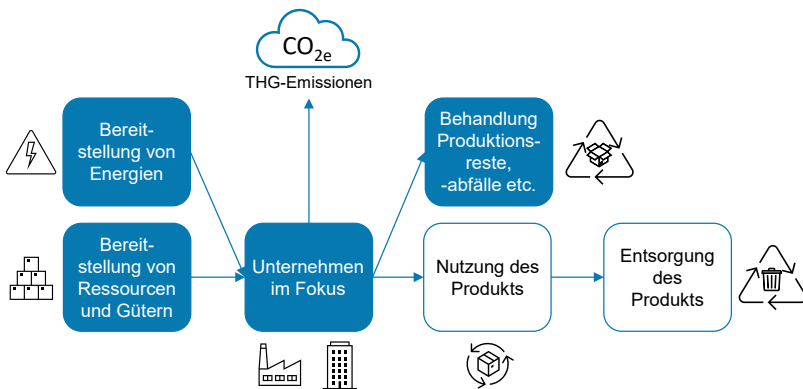 CO2e
THG-Emissionen
Bereit-
stellung von
Energien
Behandlung
Produktions-
reste,
-abfälle etc.
Bereit-
stellung von
Ressourcen
und Gütern
Unternehmen
im Fokus
Nutzung des
Produkts
Entsorgung
des
Produkts